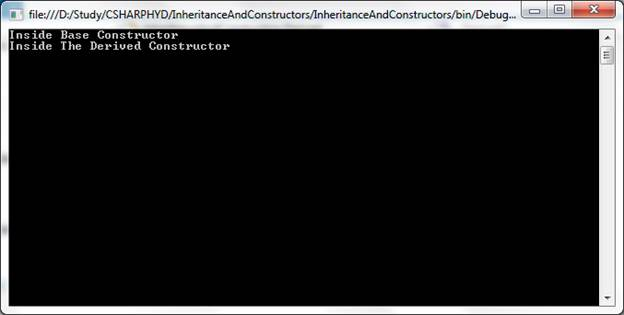 file:///D:/Study/CSHARPHYD/InheritanceAndConstructors/InheritanceAndConstructors/bin/Debug...
Inside Base Constructor
Inside The Derived Constructor